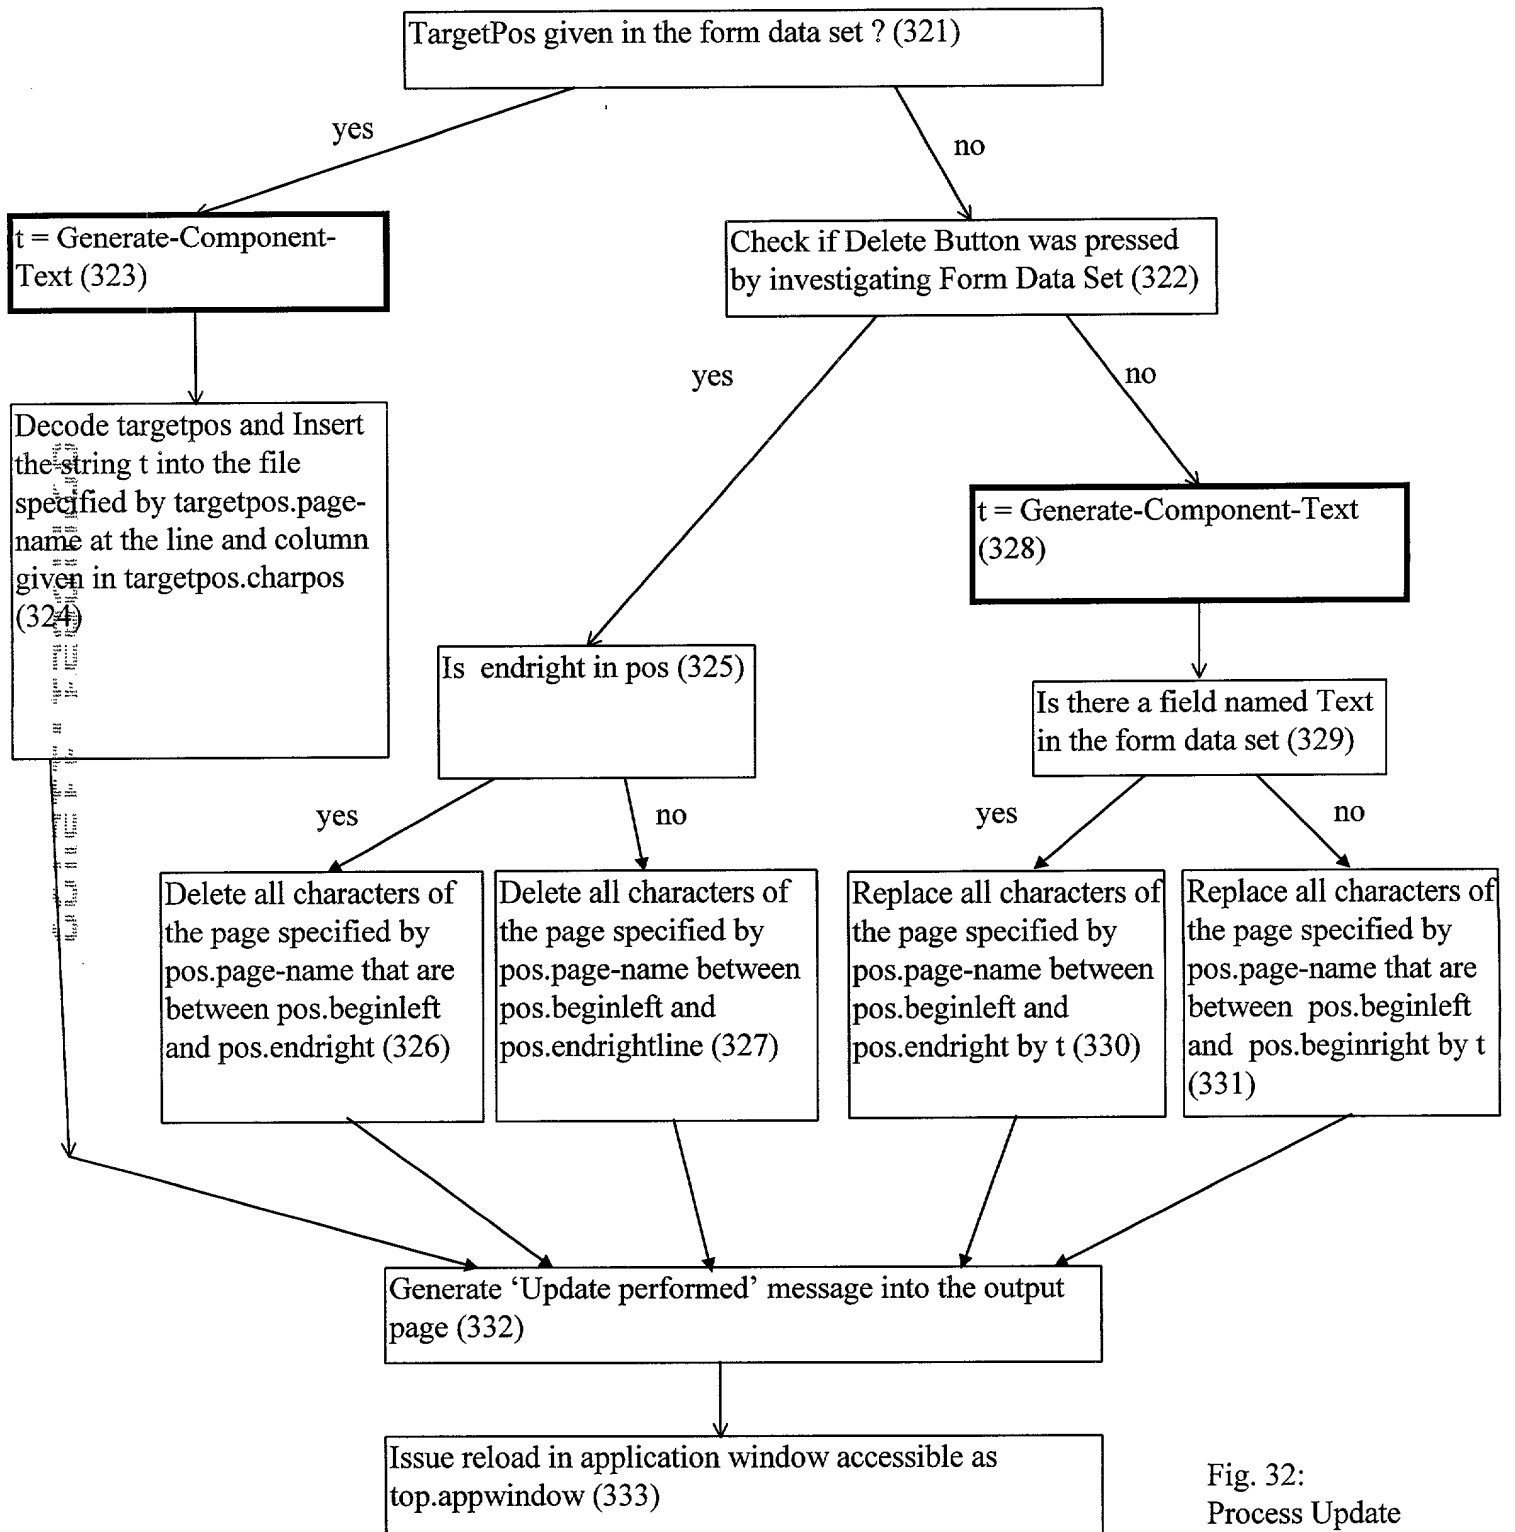 TargetPos given in the form data set ? (321)
yes
no
t = Generate-Component-
Text (323)
Check if Delete Button was pressed
by investigating Form Data Set (322)
yes
no
Decode targetpos and Insert
the string t into the file
specified by targetpos.page-
name at the line and column
given in targetpos.charpos
(324)
t = Generate-Component-Text
(328)
Is endright in pos (325)
Is there a field named Text
in the form data set (329)
yes
no
yes
no
Delete all characters of
the page specified by
pos.page-name that are
between pos.beginleft
and pos.endright (326)
Delete all characters of
the page specified by
pos.page-name between
pos.beginleft and
pos.endrightline (327)
Replace all characters of
the page specified by
pos.page-name between
pos.beginleft and
pos.endright by t (330)
Replace all characters of
the page specified by
pos.page-name that are
between pos.beginleft
and pos.beginright by t
(331)
Generate ‘Update performed’ message into the output
page (332)
Issue reload in application window accessible as
top.appwindow (333)
Fig. 32:
Process Update